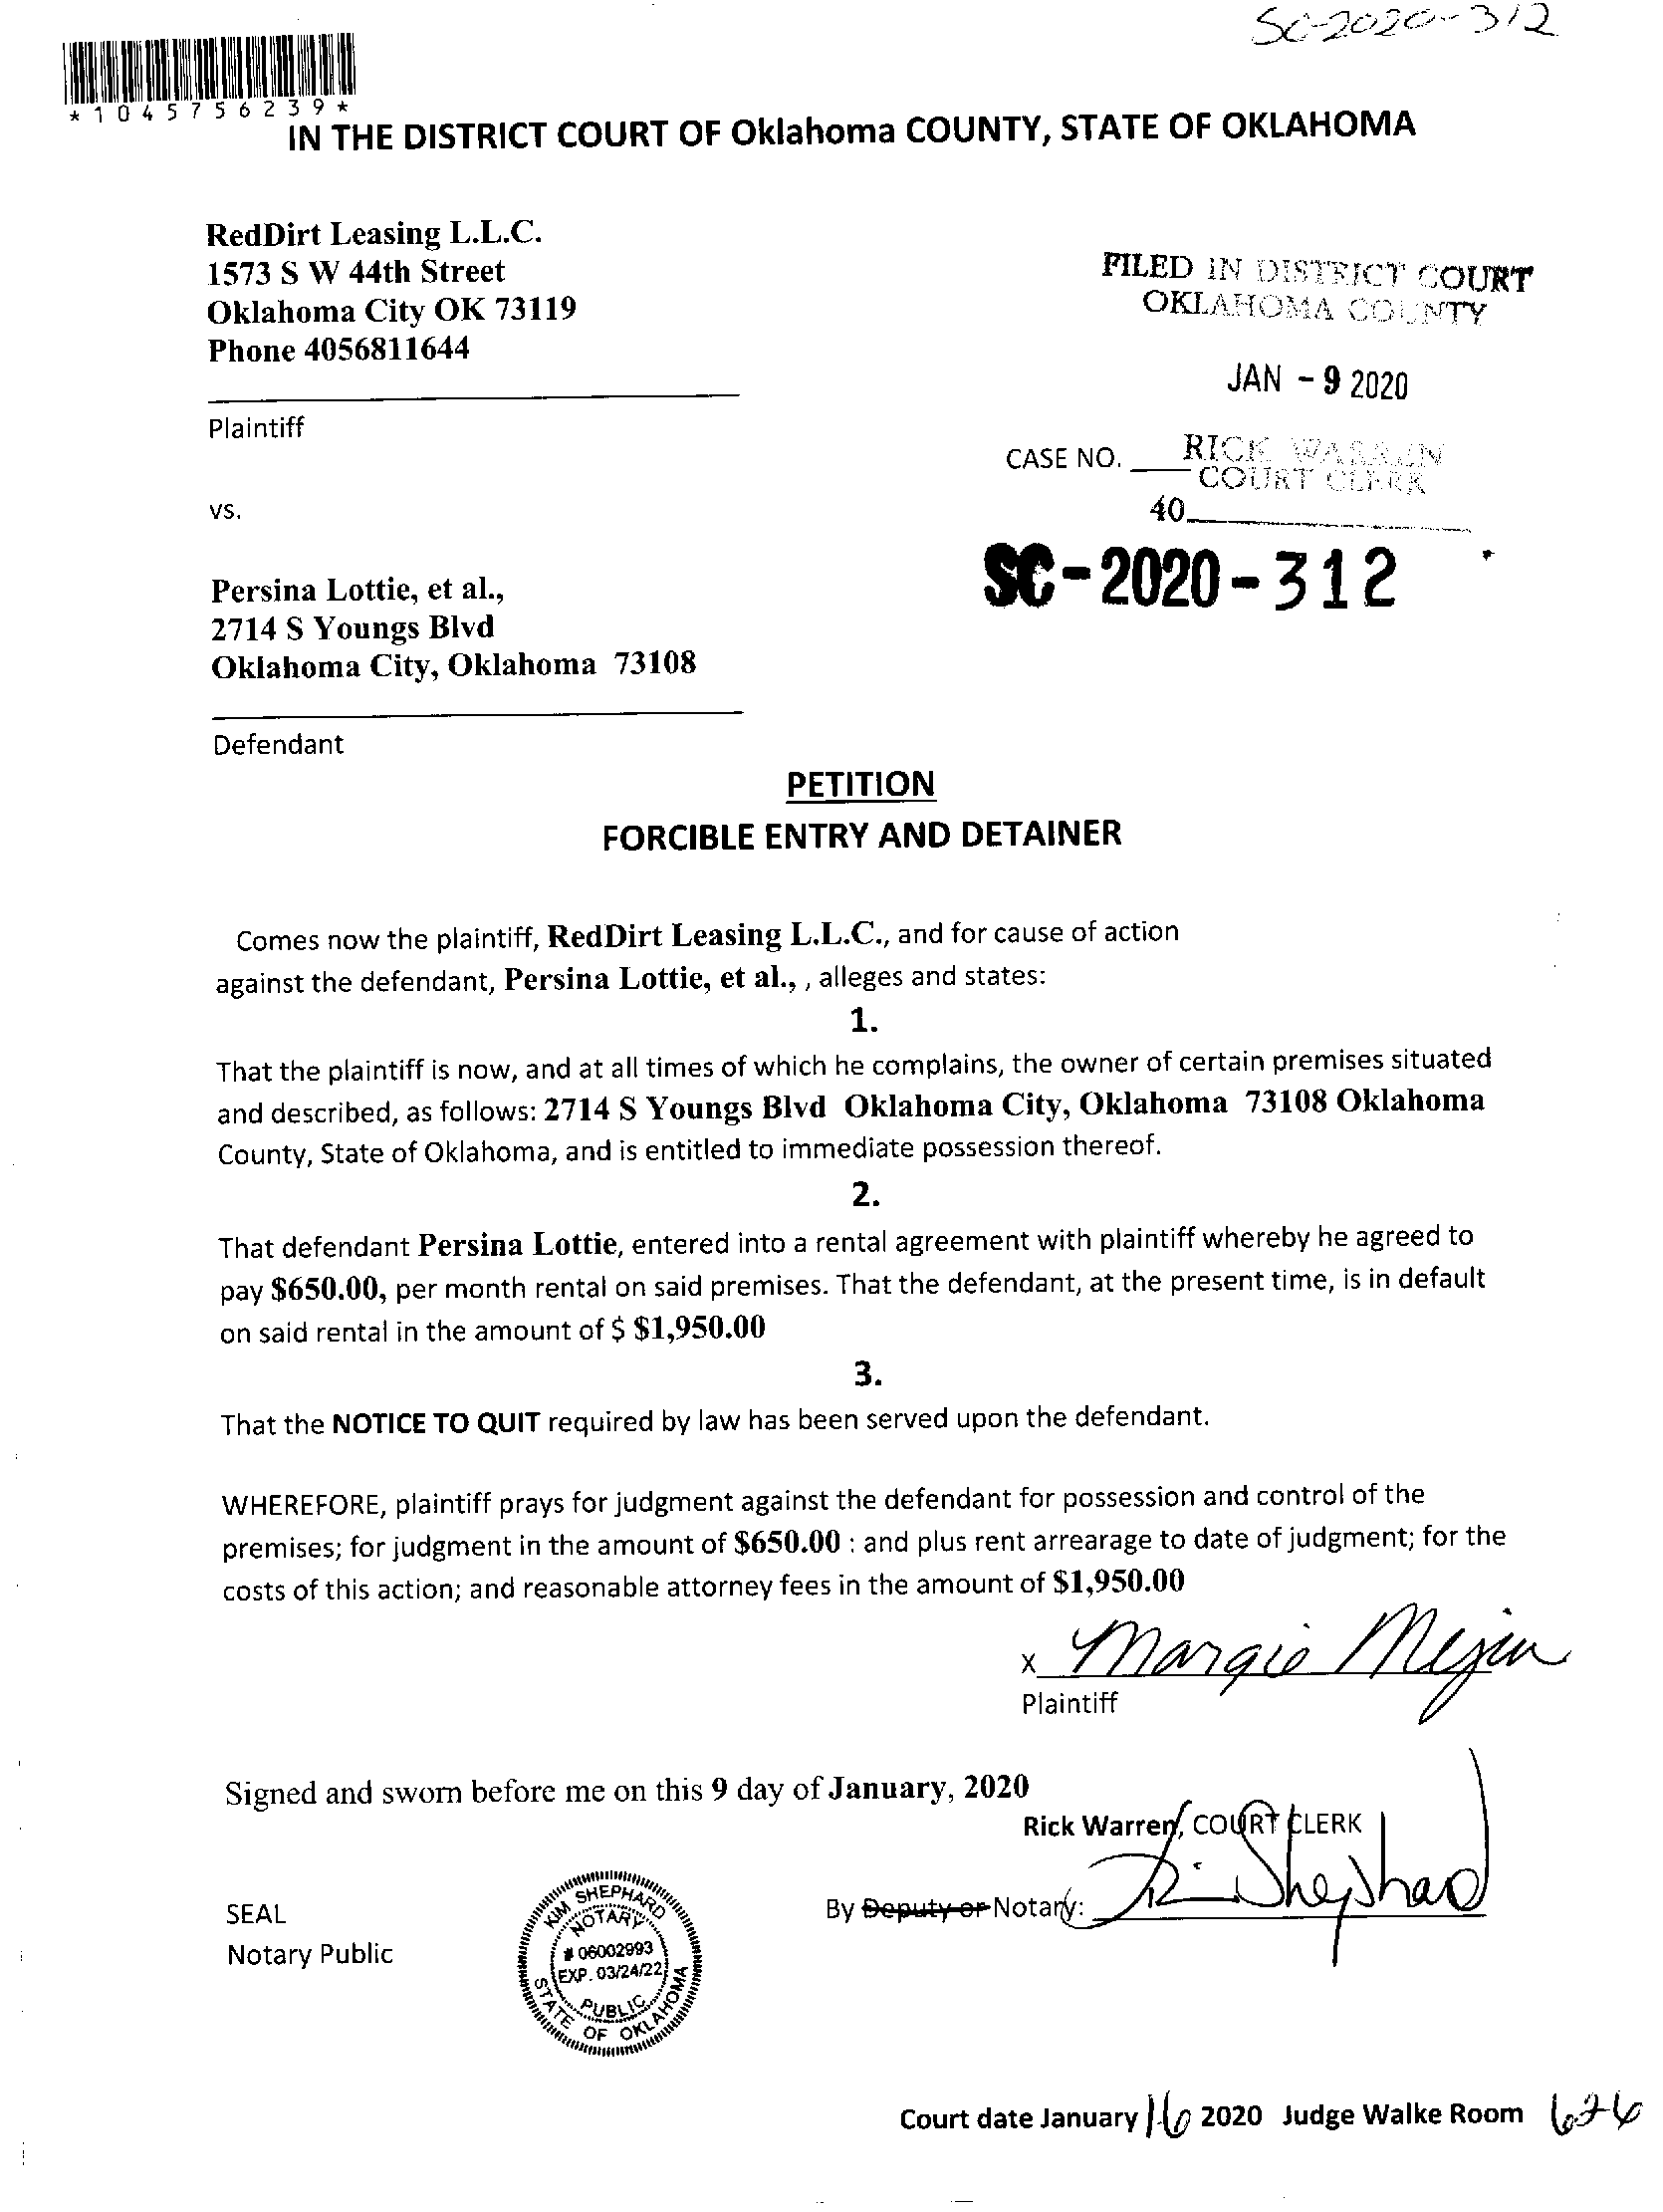 SC-2020-312
*1045756239*
IN THE DISTRICT COURT OF Oklahoma COUNTY, STATE OF OKLAHOMA
RedDirt Leasing L.L.C.
1573 S W 44th Street
Oklahoma City OK 73119
Phone 4056811644
Plaintiff
FILED IN DISTRICT COURT
OKLAHOMA COUNTY
JAN - 9 2020
CASE NO. RICK WARREN
COURT CLERK
40
SC-2020-312
vs.
Persina Lottie, et al.,
2714 S Youngs Blvd
Oklahoma City, Oklahoma 73108
Defendant
PETITION
FORCIBLE ENTRY AND DETAINER
Comes now the plaintiff, RedDirt Leasing L.L.C., and for cause of action
against the defendant, Persina Lottie, et al., , alleges and states:
1.
That the plaintiff is now, and at all times of which he complains, the owner of certain premises situated
and described, as follows: 2714 S Youngs Blvd Oklahoma City, Oklahoma 73108 Oklahoma
County, State of Oklahoma, and is entitled to immediate possession thereof.
2.
That defendant Persina Lottie, entered into a rental agreement with plaintiff whereby he agreed to
pay $650.00, per month rental on said premises. That the defendant, at the present time, is in default
on said rental in the amount of $ $1,950.00
3.
That the NOTICE TO QUIT required by law has been served upon the defendant.
WHEREFORE, plaintiff prays for judgment against the defendant for possession and control of the
premises; for judgment in the amount of $650.00 : and plus rent arrearage to date of judgment; for the
costs of this action; and reasonable attorney fees in the amount of $1,950.00
x Margie Mejia
Plaintiff
Signed and sworn before me on this 9 day of January, 2020
Rick Warren, COURT CLERK
By Deputy or Notary: Shephard
SEAL
Notary Public
KIM SHEPHARD
NOTARY
# 06002993
EXP. 03/24/22
PUBLIC
STATE OF OKLAHOMA
Court date January 16 2020 Judge Walke Room 626